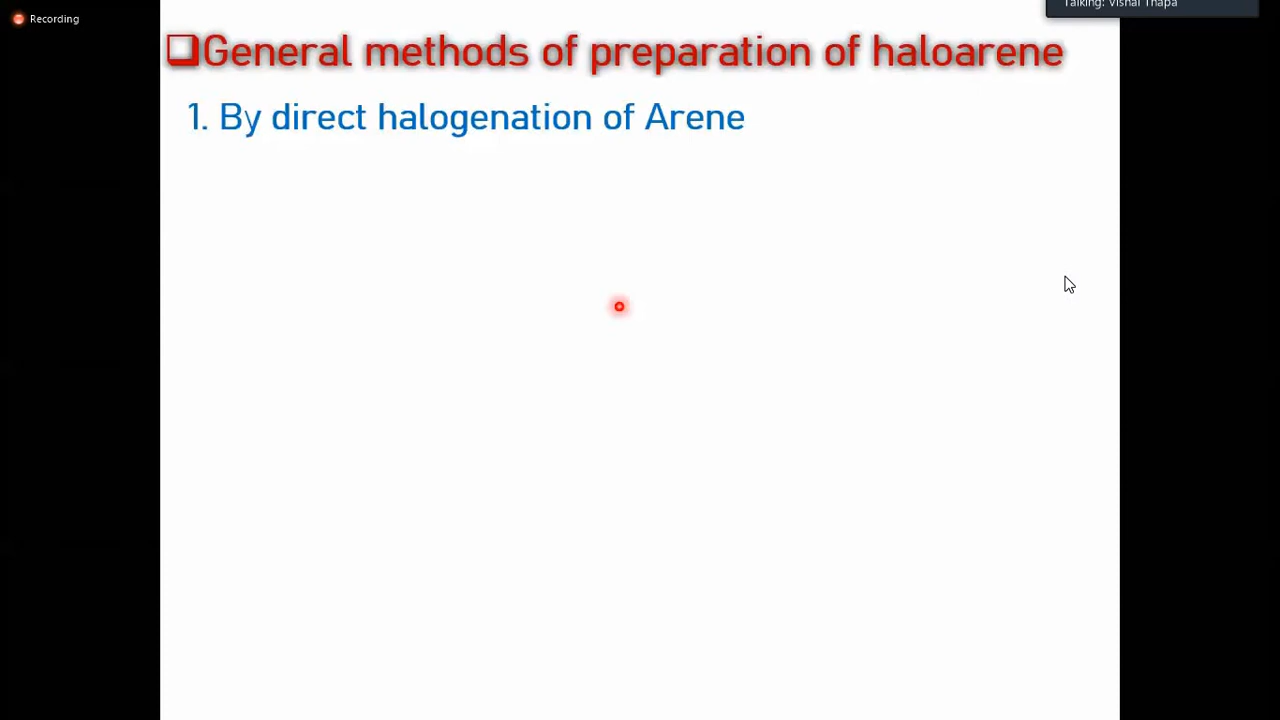 Recording
Talking: Vishal Thapa
❑General methods of preparation of haloarene
1. By direct halogenation of Arene